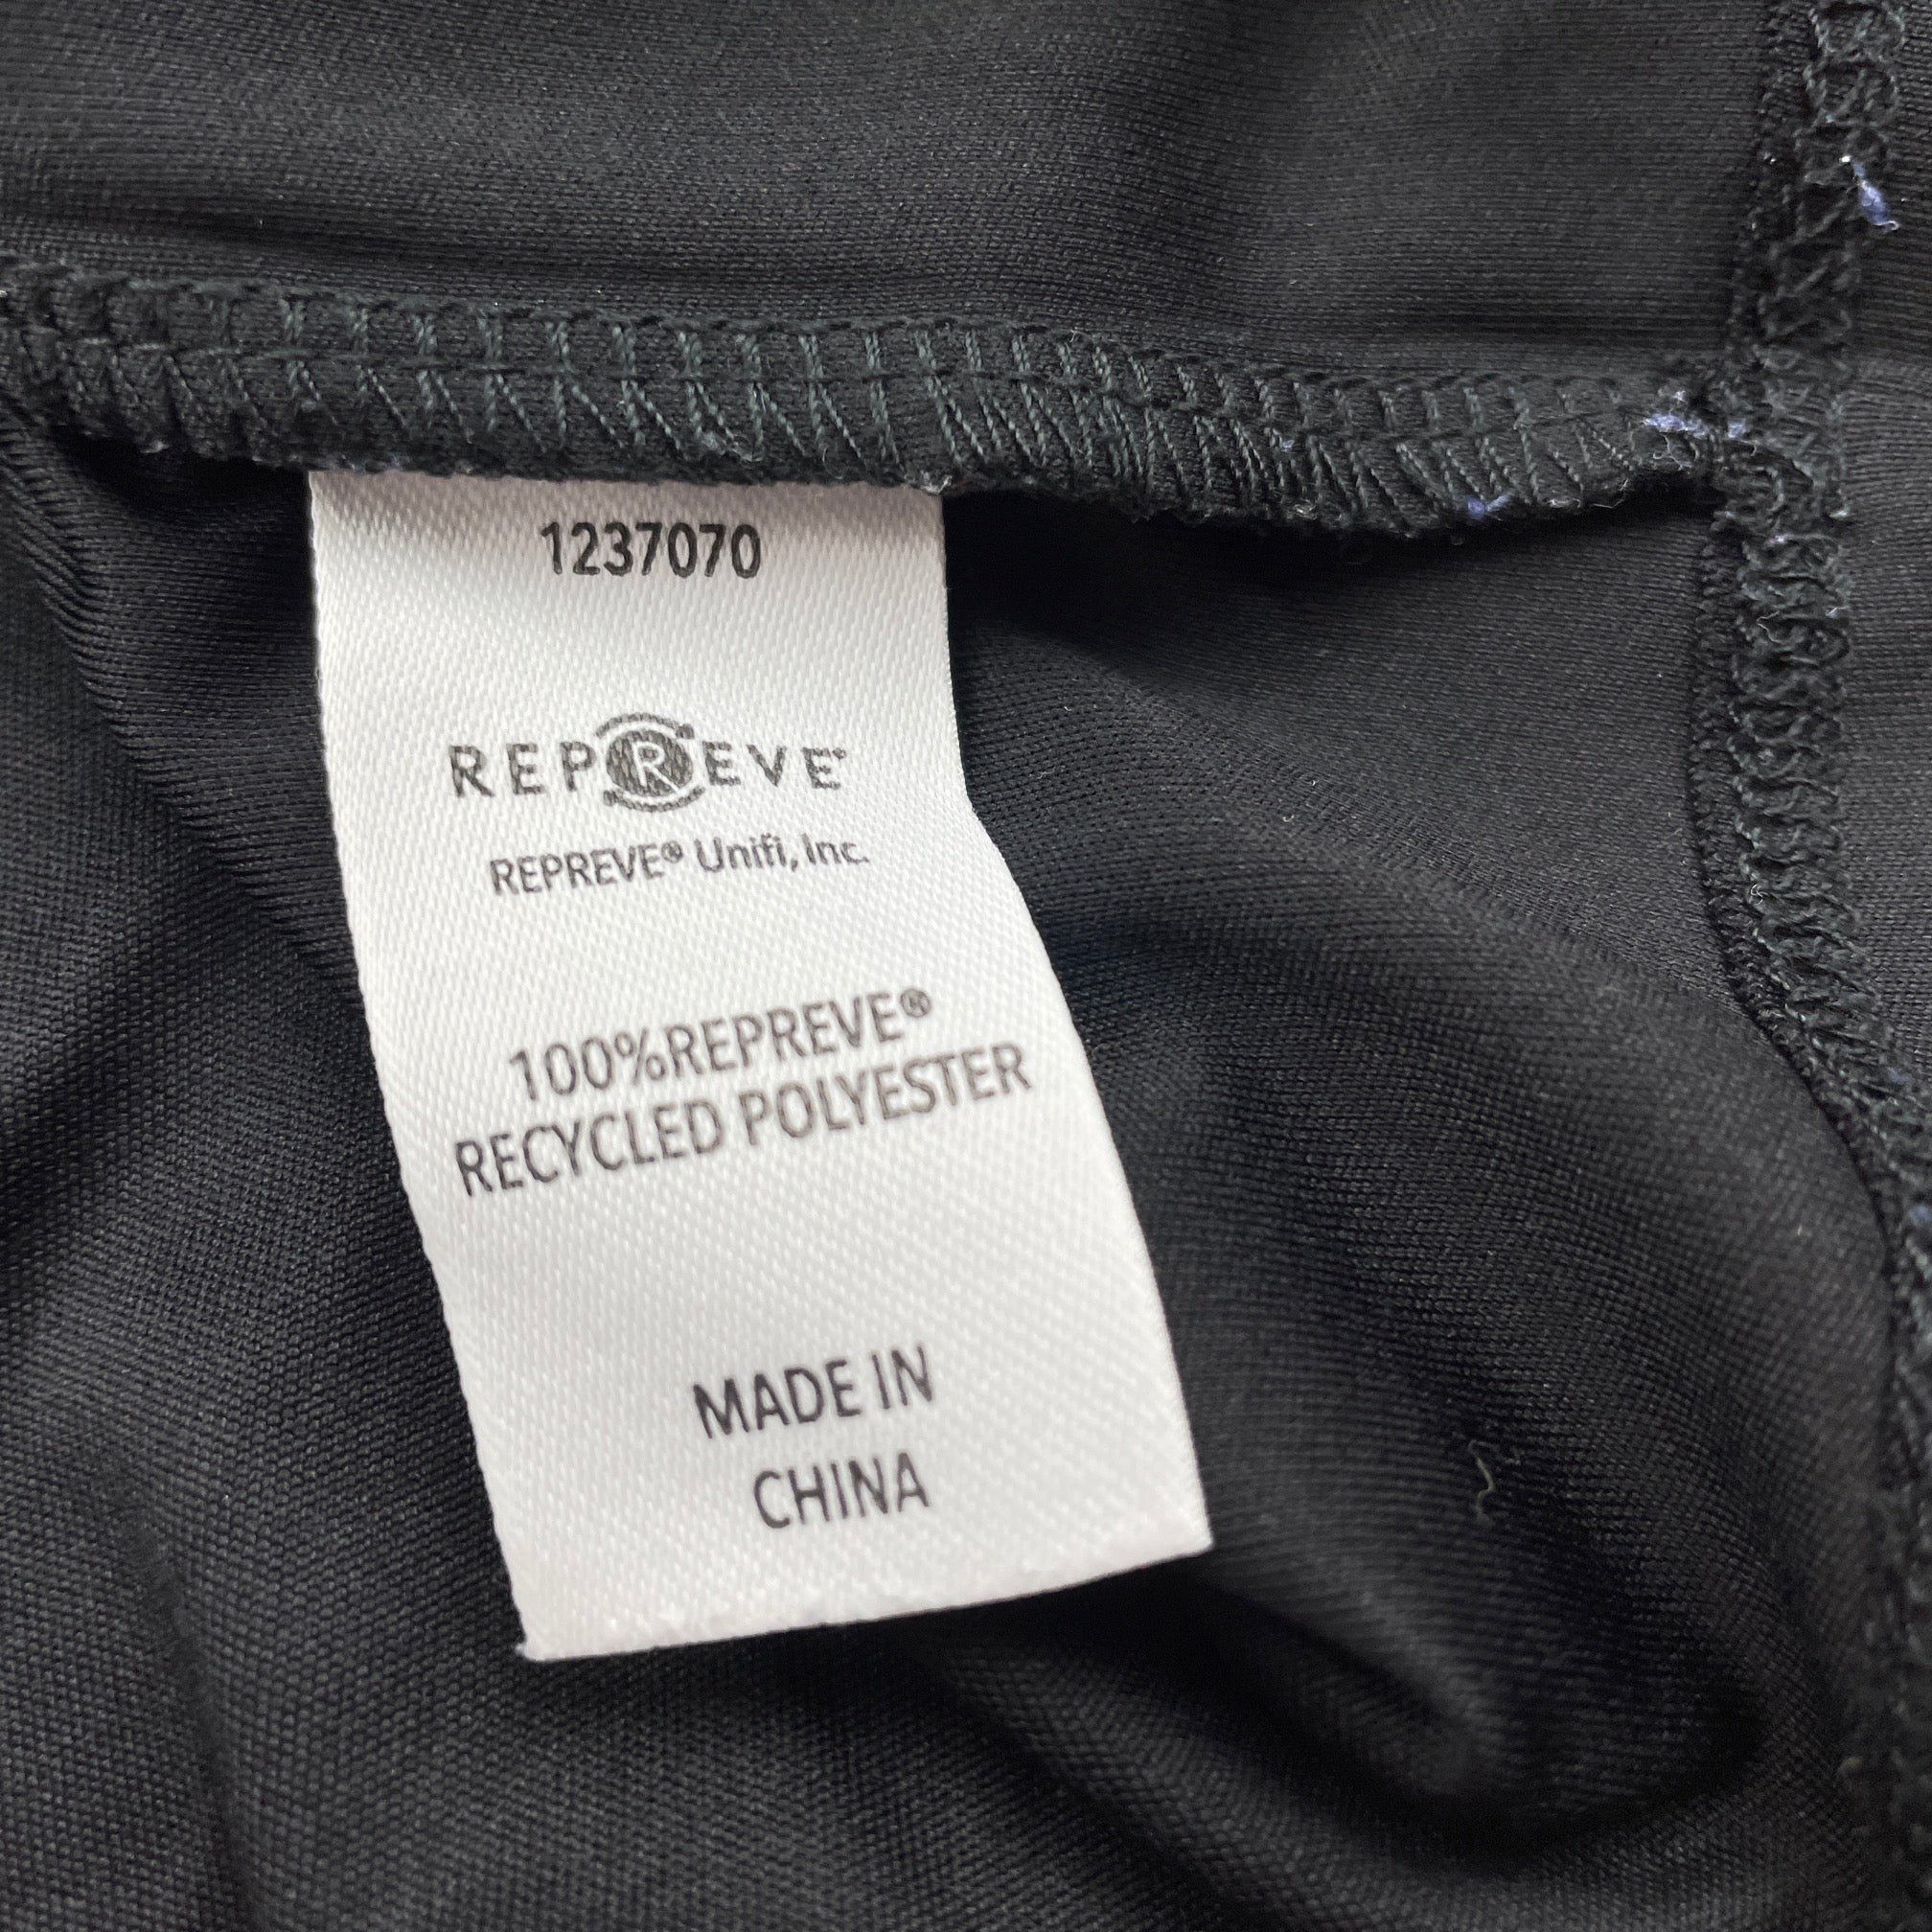 1237070
REPREVE®
REPREVE® Unifi, Inc.
100%REPREVE®
RECYCLED POLYESTER
MADE IN
CHINA